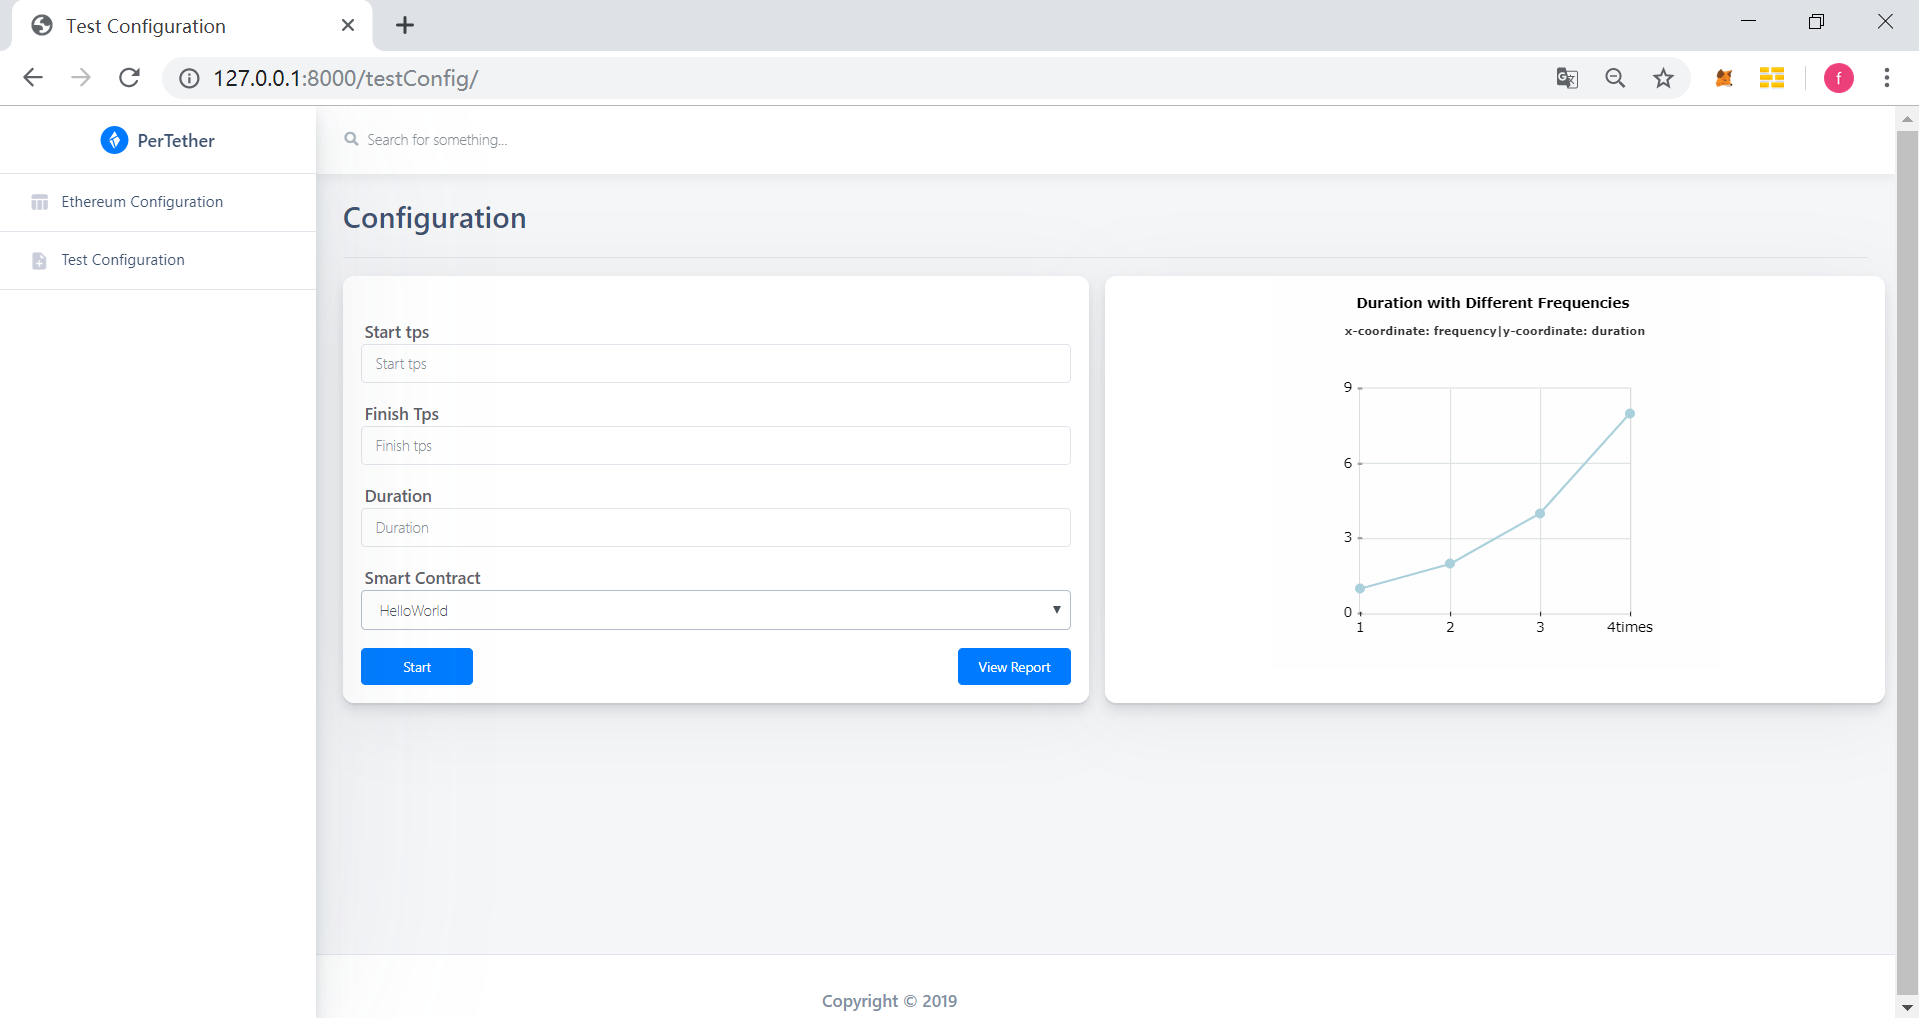 Test Configuration
127.0.0.1:8000/testConfig/
f
PerTether
Search for something...
Ethereum Configuration
Test Configuration
Configuration
Start tps
Start tps
Finish Tps
Finish tps
Duration
Duration
Smart Contract
HelloWorld
Start
View Report
Duration with Different Frequencies
x-coordinate: frequency|y-coordinate: duration
9
6
3
0
1 2 3 4times
Copyright © 2019